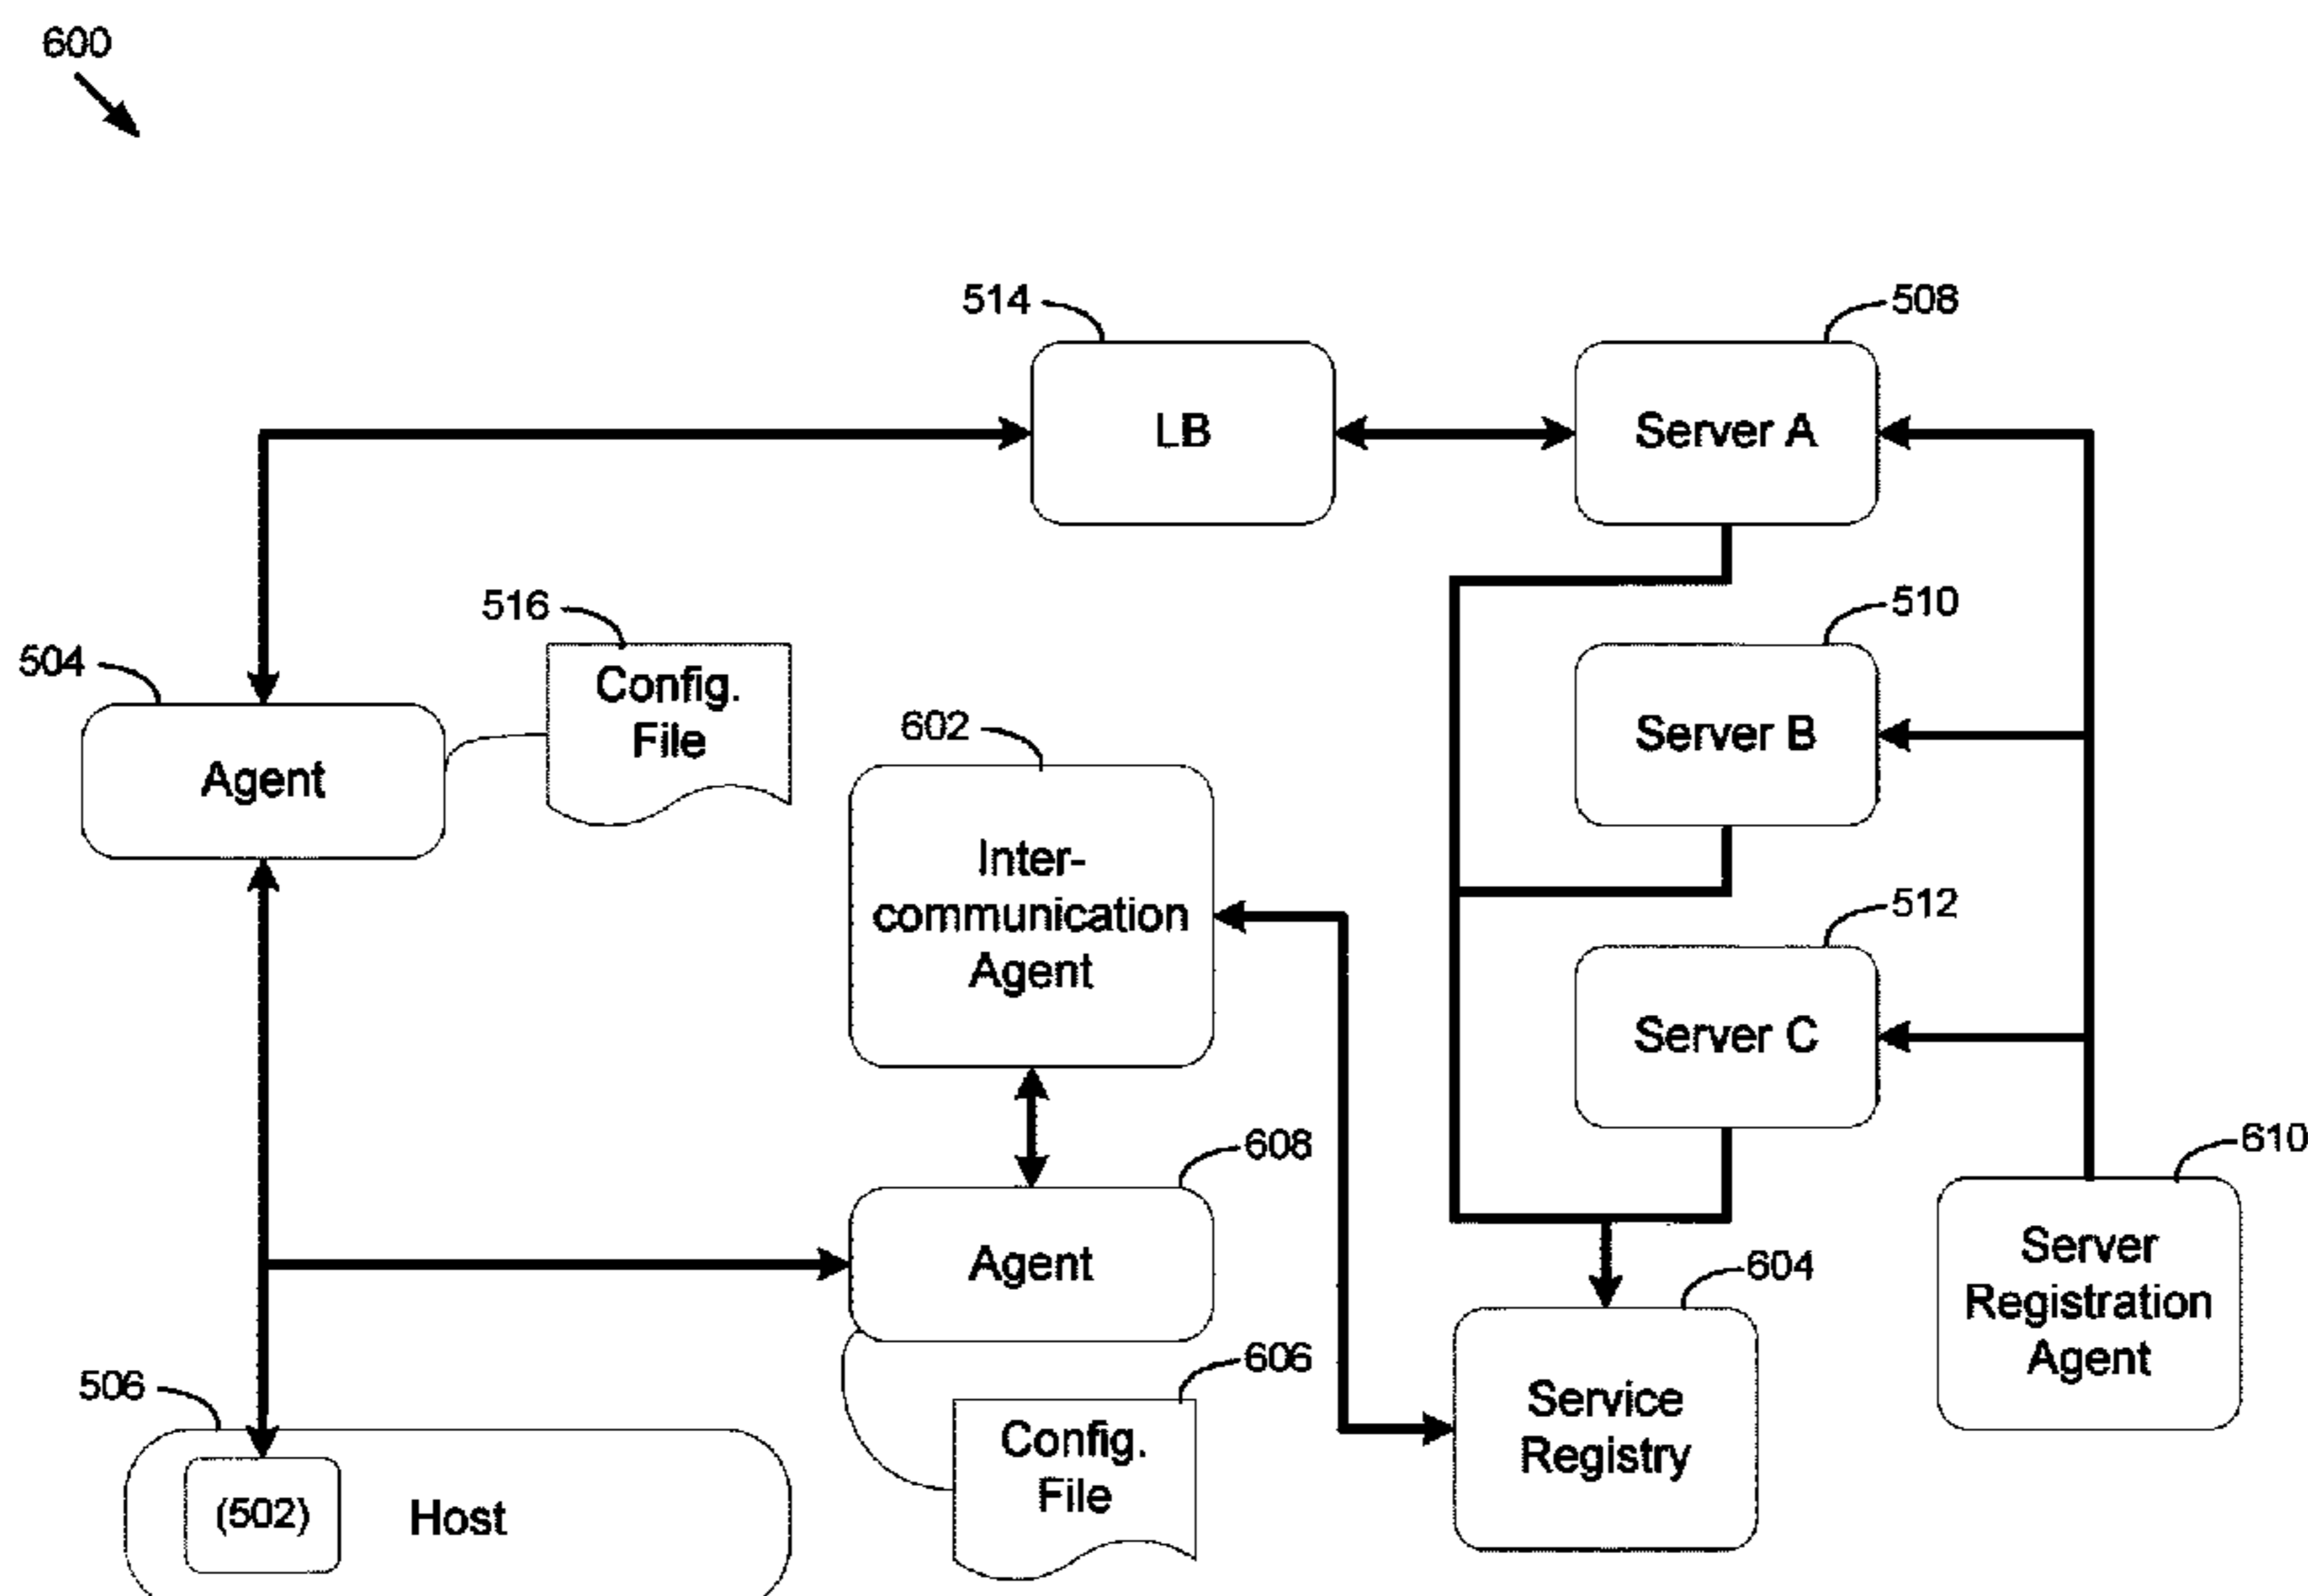 600
514
508
LB
Server A
516
510
504
Config.
File
602
Server B
Agent
Inter-
communication
Agent
512
Server C
608
610
Agent
Server
Registration
Agent
604
506
606
Service
Registry
Config.
File
(502)
Host